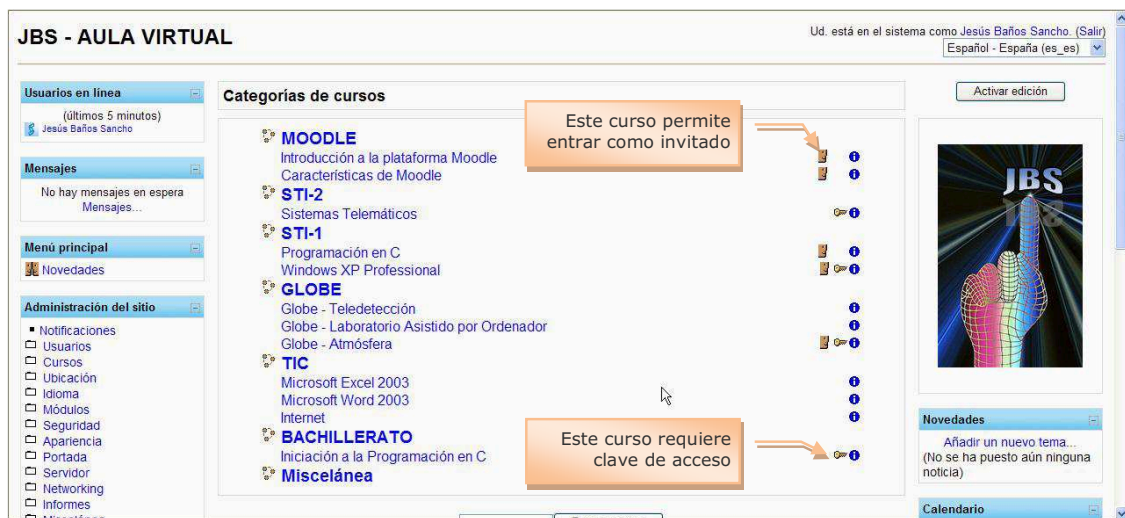 JBS - AULA VIRTUAL
Ud. está en el sistema como Jesús Baños Sancho. (Salir)
Español - España (es_es)
Usuarios en línea
(últimos 5 minutos)
Jesús Baños Sancho
Mensajes
No hay mensajes en espera
Mensajes...
Menú principal
Novedades
Administración del sitio
Notificaciones
Usuarios
Cursos
Ubicación
Idioma
Módulos
Seguridad
Apariencia
Portada
Servidor
Networking
Informes
Categorías de cursos
Este curso permite
entrar como invitado
MOODLE
Introducción a la plataforma Moodle
Características de Moodle
STI-2
Sistemas Telemáticos
STI-1
Programación en C
Windows XP Professional
GLOBE
Globe - Teledetección
Globe - Laboratorio Asistido por Ordenador
Globe - Atmósfera
TIC
Microsoft Excel 2003
Microsoft Word 2003
Internet
BACHILLERATO
Iniciación a la Programación en C
Miscelánea
Este curso requiere
clave de acceso
Activar edición
JBS
Novedades
Añadir un nuevo tema...
(No se ha puesto aún ninguna
noticia)
Calendario